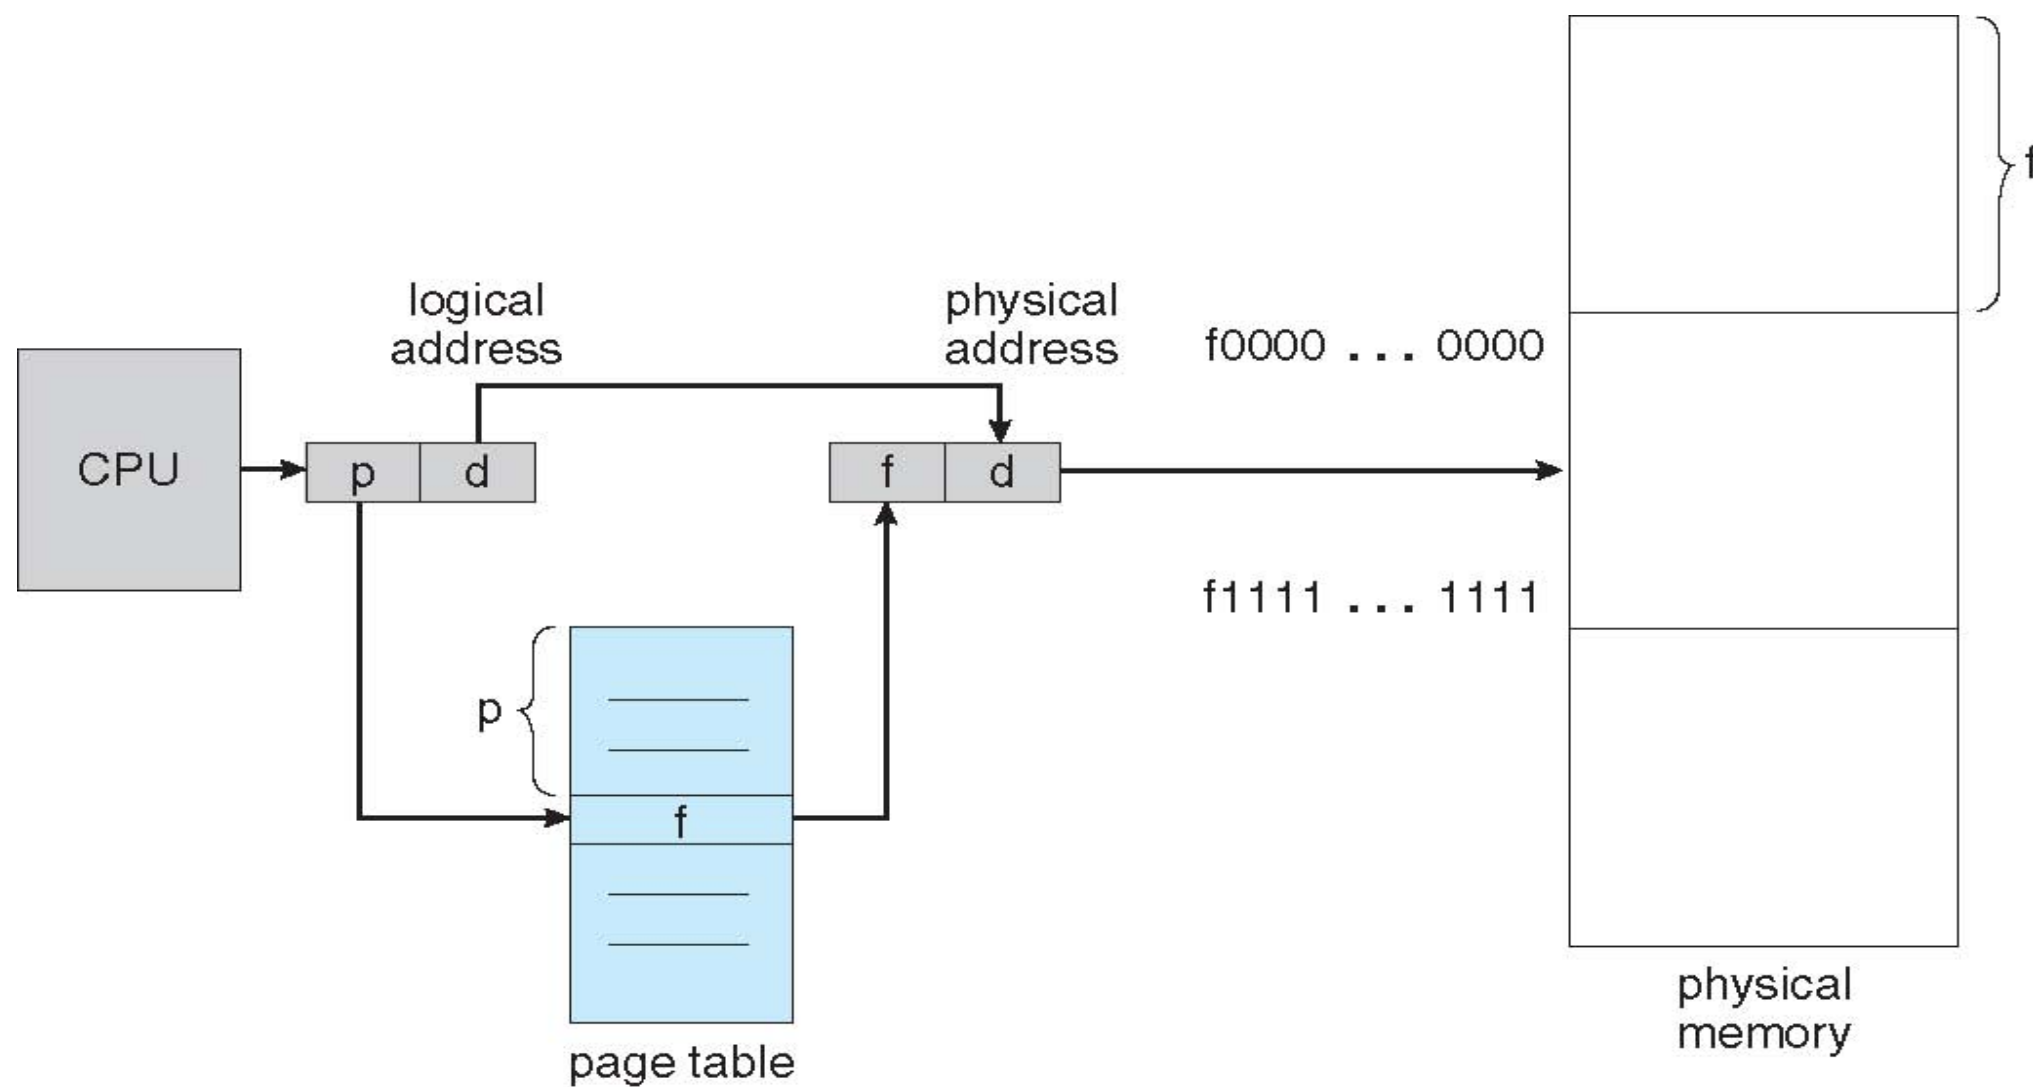 f
logical
address
physical
address
f0000 ... 0000
CPU
p
d
f
d
f1111 ... 1111
p
f
physical
memory
page table